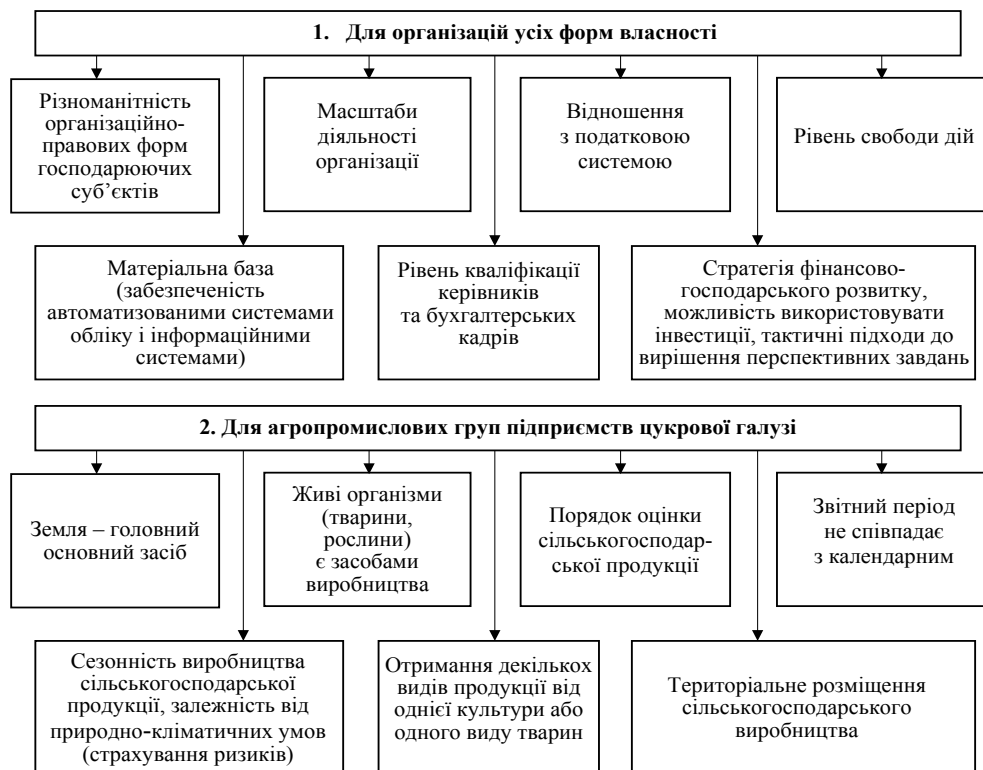 1. Для організацій усіх форм власності
Різноманітність
організаційно-
правових форм
господарюючих
суб’єктів
Масштаби
діяльності
організації
Відношення
з податковою
системою
Рівень свободи дій
Матеріальна база
(забезпеченість
автоматизованими системами
обліку і інформаційними
системами)
Рівень кваліфікації
керівників
та бухгалтерських
кадрів
Стратегія фінансово-
господарського розвитку,
можливість використовувати
інвестиції, тактичні підходи до
вирішення перспективних завдань
2. Для агропромислових груп підприємств цукрової галузі
Земля – головний
основний засіб
Живі організми
(тварини,
рослини)
є засобами
виробництва
Порядок оцінки
сільськогосподар-
ської продукції
Звітний період
не співпадає
з календарним
Сезонність виробництва
сільськогосподарської
продукції, залежність від
природно-кліматичних умов
(страхування ризиків)
Отримання декількох
видів продукції від
однієї культури або
одного виду тварин
Територіальне розміщення
сільськогосподарського
виробництва